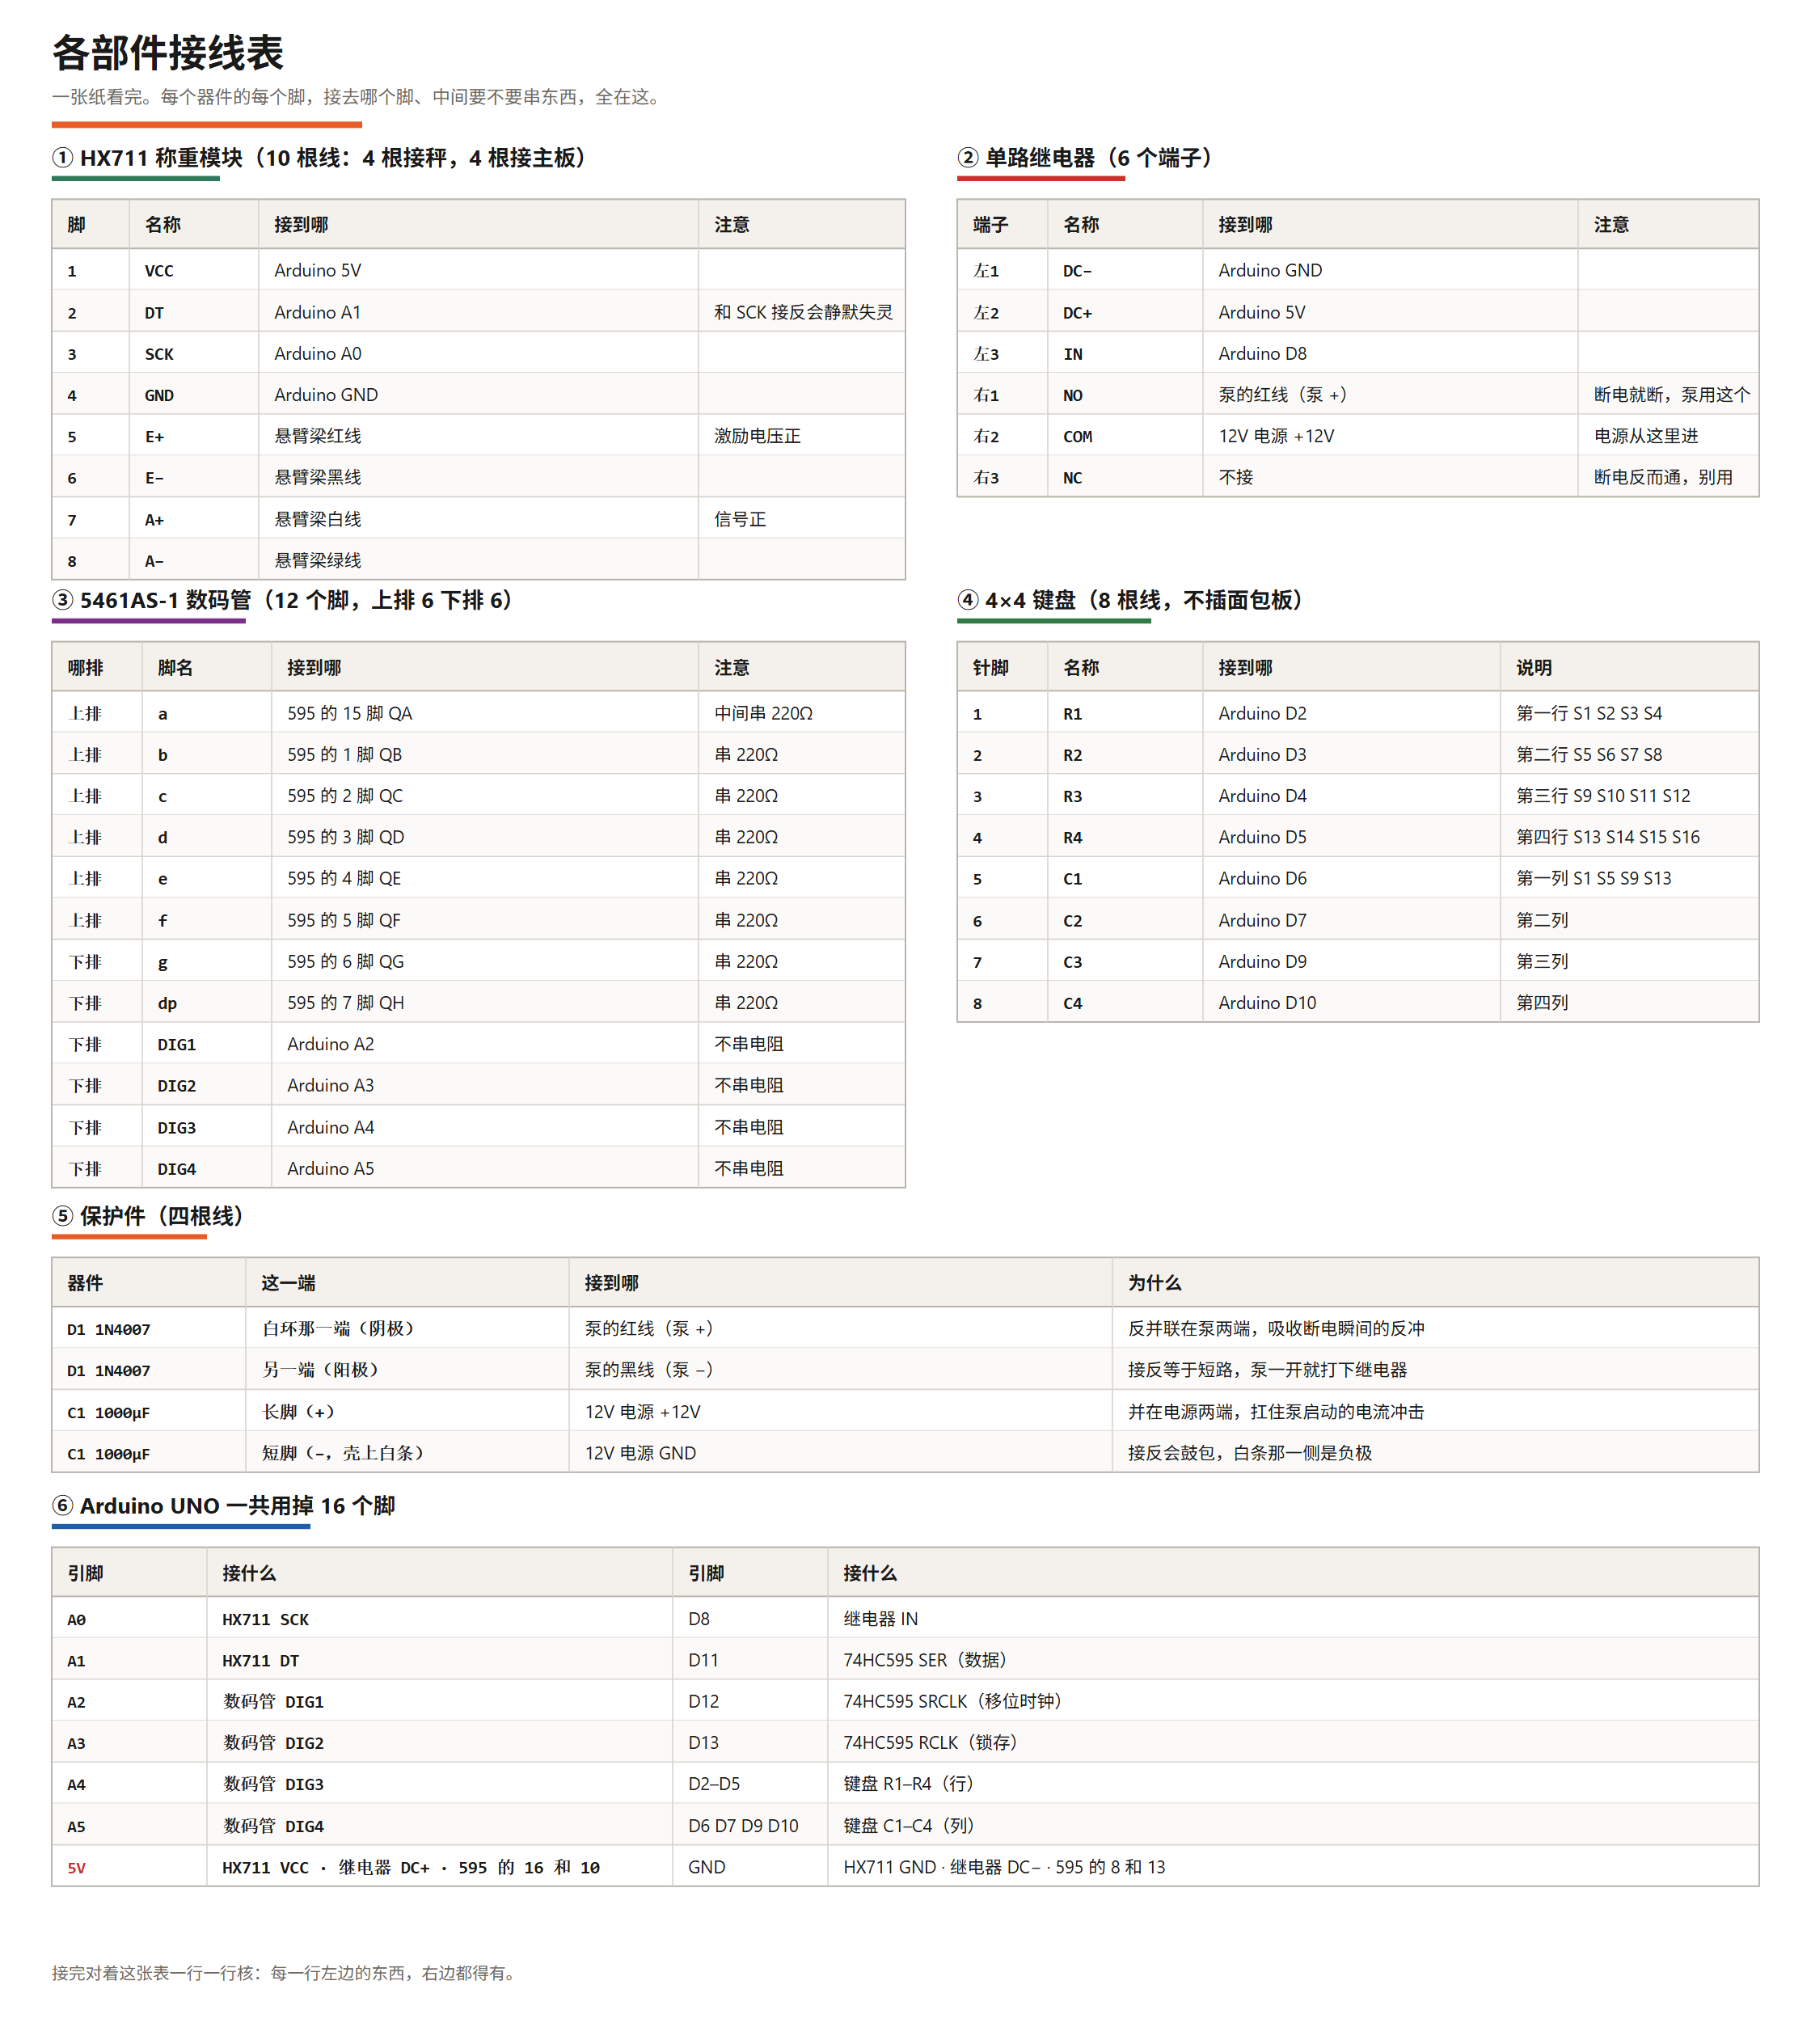 各部件接线表
一张纸看完。每个器件的每个脚，接去哪个脚、中间要不要串东西，全在这。
① HX711 称重模块（10 根线：4 根接秤，4 根接主板）
脚 名称 接到哪 注意
1 VCC Arduino 5V
2 DT Arduino A1 和 SCK 接反会静默失灵
3 SCK Arduino A0
4 GND Arduino GND
5 E+ 悬臂梁红线 激励电压正
6 E− 悬臂梁黑线
7 A+ 悬臂梁白线 信号正
8 A− 悬臂梁绿线
② 单路继电器（6 个端子）
端子 名称 接到哪 注意
左1 DC− Arduino GND
左2 DC+ Arduino 5V
左3 IN Arduino D8
右1 NO 泵的红线（泵 +） 断电就断，泵用这个
右2 COM 12V 电源 +12V 电源从这里进
右3 NC 不接 断电反而通，别用
③ 5461AS-1 数码管（12 个脚，上排 6 下排 6）
哪排 脚名 接到哪 注意
上排 a 595 的 15 脚 QA 中间串 220Ω
上排 b 595 的 1 脚 QB 串 220Ω
上排 c 595 的 2 脚 QC 串 220Ω
上排 d 595 的 3 脚 QD 串 220Ω
上排 e 595 的 4 脚 QE 串 220Ω
上排 f 595 的 5 脚 QF 串 220Ω
下排 g 595 的 6 脚 QG 串 220Ω
下排 dp 595 的 7 脚 QH 串 220Ω
下排 DIG1 Arduino A2 不串电阻
下排 DIG2 Arduino A3 不串电阻
下排 DIG3 Arduino A4 不串电阻
下排 DIG4 Arduino A5 不串电阻
④ 4×4 键盘（8 根线，不插面包板）
针脚 名称 接到哪 说明
1 R1 Arduino D2 第一行 S1 S2 S3 S4
2 R2 Arduino D3 第二行 S5 S6 S7 S8
3 R3 Arduino D4 第三行 S9 S10 S11 S12
4 R4 Arduino D5 第四行 S13 S14 S15 S16
5 C1 Arduino D6 第一列 S1 S5 S9 S13
6 C2 Arduino D7 第二列
7 C3 Arduino D9 第三列
8 C4 Arduino D10 第四列
⑤ 保护件（四根线）
器件 这一端 接到哪 为什么
D1 1N4007 白环那一端（阴极） 泵的红线（泵 +） 反并联在泵两端，吸收断电瞬间的反冲
D1 1N4007 另一端（阳极） 泵的黑线（泵 −） 接反等于短路，泵一开就打下继电器
C1 1000µF 长脚（+） 12V 电源 +12V 并在电源两端，扛住泵启动的电流冲击
C1 1000µF 短脚（−，壳上白条） 12V 电源 GND 接反会鼓包，白条那一侧是负极
⑥ Arduino UNO 一共用掉 16 个脚
引脚 接什么 引脚 接什么
A0 HX711 SCK D8 继电器 IN
A1 HX711 DT D11 74HC595 SER（数据）
A2 数码管 DIG1 D12 74HC595 SRCLK（移位时钟）
A3 数码管 DIG2 D13 74HC595 RCLK（锁存）
A4 数码管 DIG3 D2–D5 键盘 R1–R4（行）
A5 数码管 DIG4 D6 D7 D9 D10 键盘 C1–C4（列）
5V HX711 VCC · 继电器 DC+ · 595 的 16 和 10 GND HX711 GND · 继电器 DC− · 595 的 8 和 13
接完对着这张表一行一行核：每一行左边的东西，右边都得有。